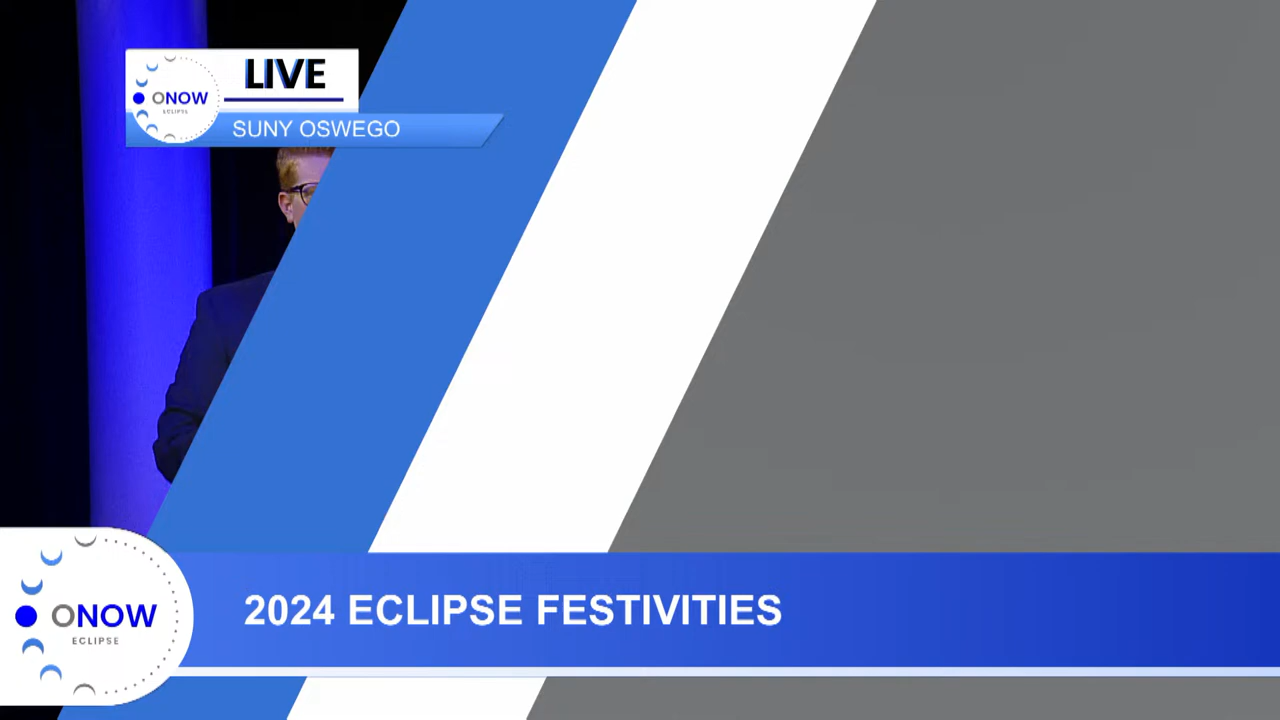 LIVE
ONOW
ECLIPSE
SUNY OSWEGO
2024 ECLIPSE FESTIVITIES
ONOW
ECLIPSE